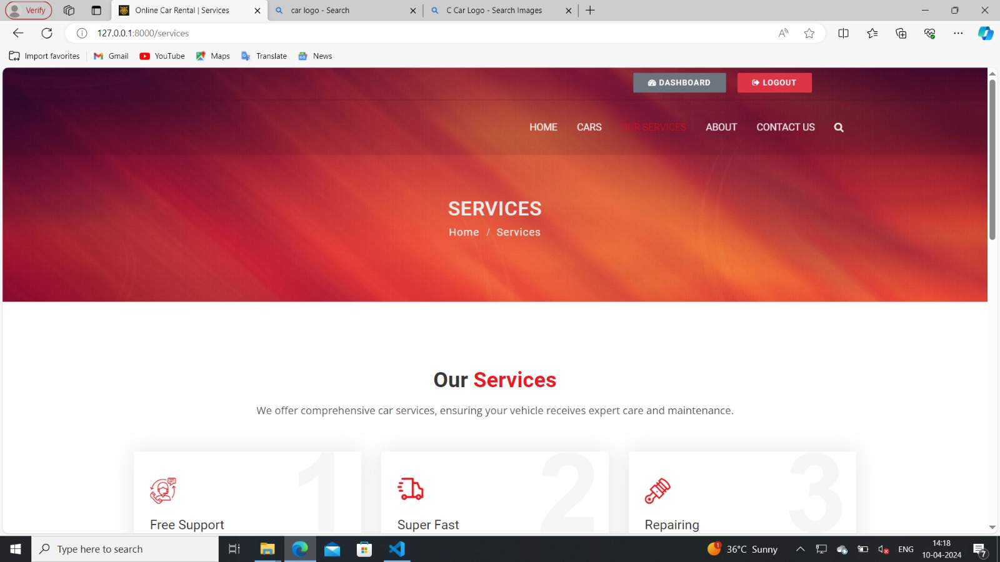 Verify
Online Car Rental | Services
car logo - Search
C Car Logo - Search Images
127.0.0.1:8000/services
Import favorites
Gmail
YouTube
Maps
Translate
News
DASHBOARD
LOGOUT
HOME
CARS
OUR SERVICES
ABOUT
CONTACT US
SERVICES
Home / Services
Our Services
We offer comprehensive car services, ensuring your vehicle receives expert care and maintenance.
1
2
3
Free Support
Super Fast
Repairing
Type here to search
1
36°C Sunny
ENG
14:18
10-04-2024
7